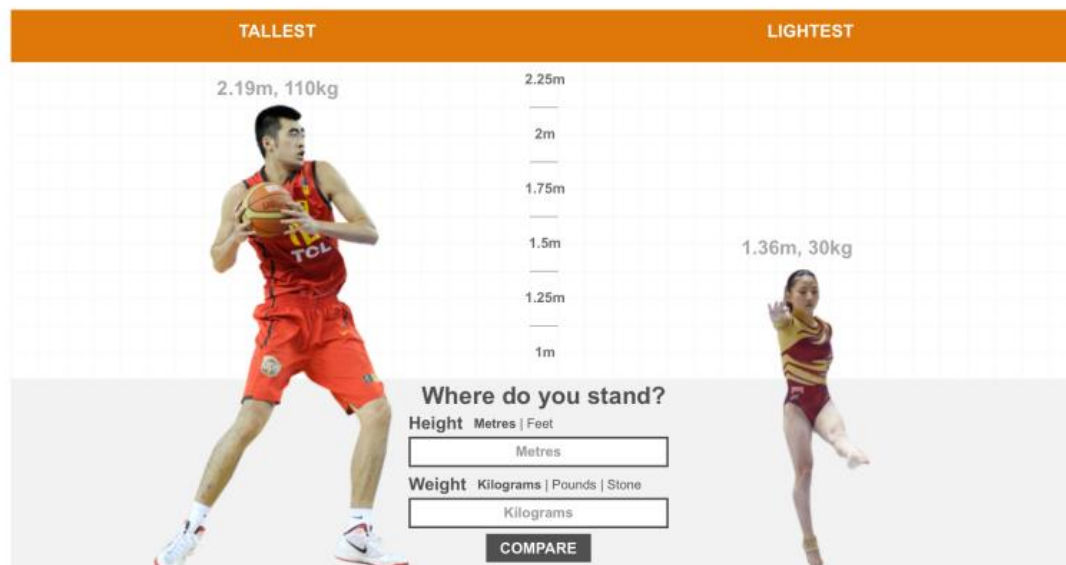 TALLEST
LIGHTEST
2.19m, 110kg
2.25m
2m
1.75m
1.5m
1.25m
1m
1.36m, 30kg
TCL
Where do you stand?
Height Metres | Feet
Metres
Weight Kilograms | Pounds | Stone
Kilograms
COMPARE